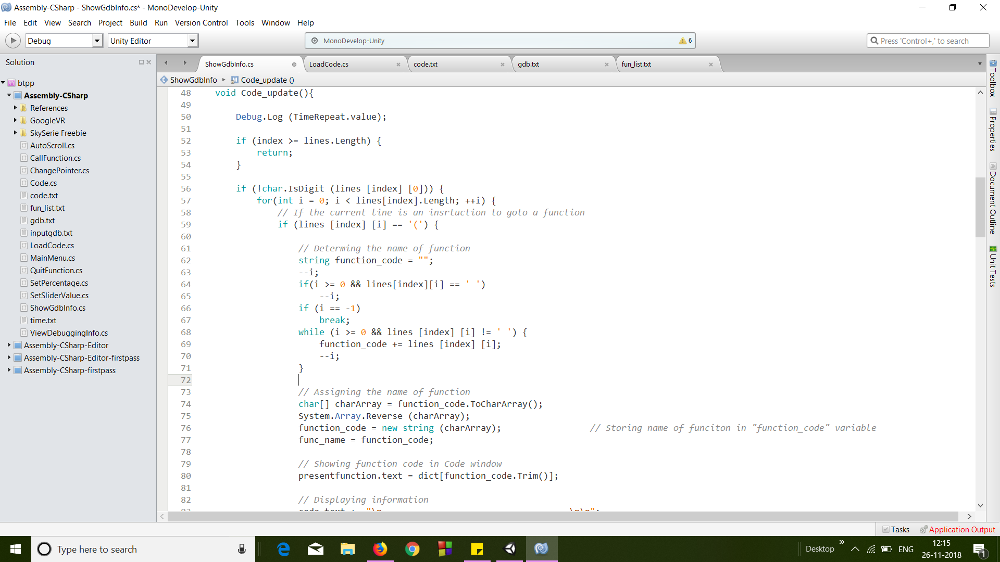 Assembly-CSharp - ShowGdbInfo.cs* - MonoDevelop-Unity
File Edit View Search Project Build Run Version Control Tools Window Help
Debug Unity Editor MonoDevelop-Unity 6 Press 'Control+,' to search
Solution
btpp
Assembly-CSharp
References
GoogleVR
SkySerie Freebie
AutoScroll.cs
CallFunction.cs
ChangePointer.cs
Code.cs
code.txt
fun_list.txt
gdb.txt
inputgdb.txt
LoadCode.cs
MainMenu.cs
QuitFunction.cs
SetPercentage.cs
SetSliderValue.cs
ShowGdbInfo.cs
time.txt
ViewDebuggingInfo.cs
Assembly-CSharp-Editor
Assembly-CSharp-Editor-firstpass
Assembly-CSharp-firstpass
ShowGdbInfo.cs LoadCode.cs code.txt gdb.txt fun_list.txt
ShowGdbInfo Code_update ()
48 void Code_update(){
49
50 Debug.Log (TimeRepeat.value);
51
52 if (index >= lines.Length) {
53 return;
54 }
55
56 if (!char.IsDigit (lines [index] [0])) {
57 for(int i = 0; i < lines[index].Length; ++i) {
58 // If the current line is an insrtuction to goto a function
59 if (lines [index] [i] == '(') {
60
61 // Determing the name of function
62 string function_code = "";
63 --i;
64 if(i >= 0 && lines[index][i] == ' ')
65 --i;
66 if (i == -1)
67 break;
68 while (i >= 0 && lines [index] [i] != ' ') {
69 function_code += lines [index] [i];
70 --i;
71 }
72
73 // Assigning the name of function
74 char[] charArray = function_code.ToCharArray();
75 System.Array.Reverse (charArray);
76 function_code = new string (charArray); // Storing name of funciton in "function_code" variable
77 func_name = function_code;
78
79 // Showing function code in Code window
80 presentfunction.text = dict[function_code.Trim()];
81
82 // Displaying information
Toolbox
Properties
Document Outline
Unit Tests
Tasks Application Output
Type here to search
Desktop ENG 12:15
26-11-2018
1